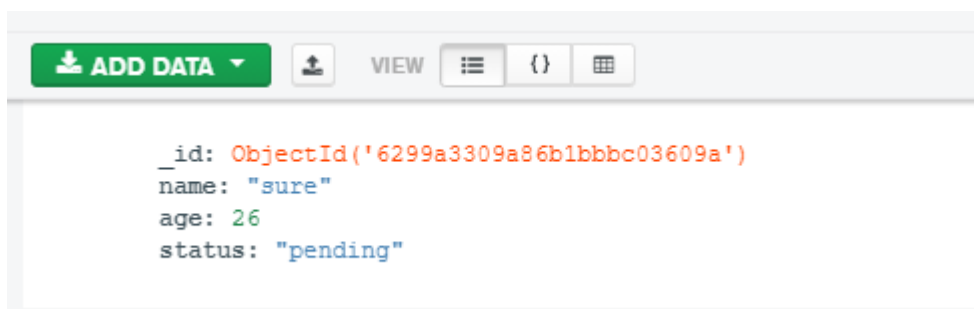 ADD DATA VIEW {}
_id: ObjectId('6299a3309a86b1bbbc03609a')
name: "sure"
age: 26
status: "pending"